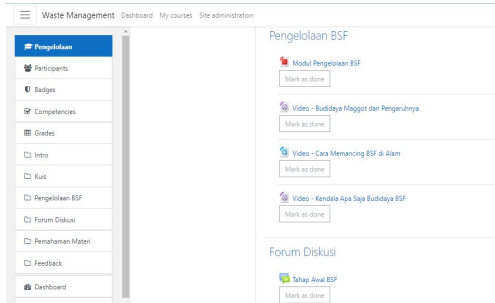 Waste Management Dashboard My courses Site administration
Pengelolaan
Participants
Badges
Competencies
Grades
Intro
Kuis
Pengelolaan BSF
Forum Diskusi
Pemahaman Materi
Feedback
Dashboard
Pengelolaan BSF
Modul Pengelolaan BSF
Mark as done
Video - Budidaya Maggot dan Pengaruhnya
Mark as done
Video - Cara Memancing BSF di Alam
Mark as done
Video - Kendala Apa Saja Budidaya BSF
Mark as done
Forum Diskusi
Tahap Awal BSF
Mark as done